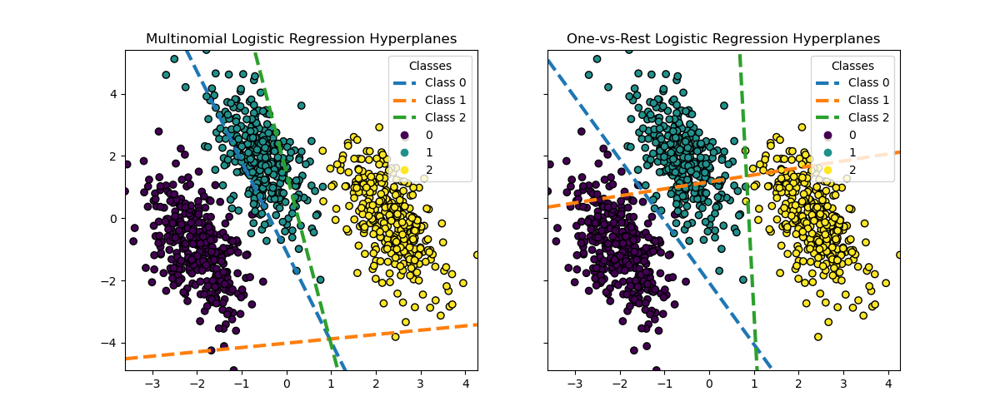 Multinomial Logistic Regression Hyperplanes
Classes
Class 0
Class 1
Class 2
0
1
2
4
2
0
−2
−4
−3
−2
−1
0
1
2
3
4
One-vs-Rest Logistic Regression Hyperplanes
Classes
Class 0
Class 1
Class 2
0
1
2
−3
−2
−1
0
1
2
3
4